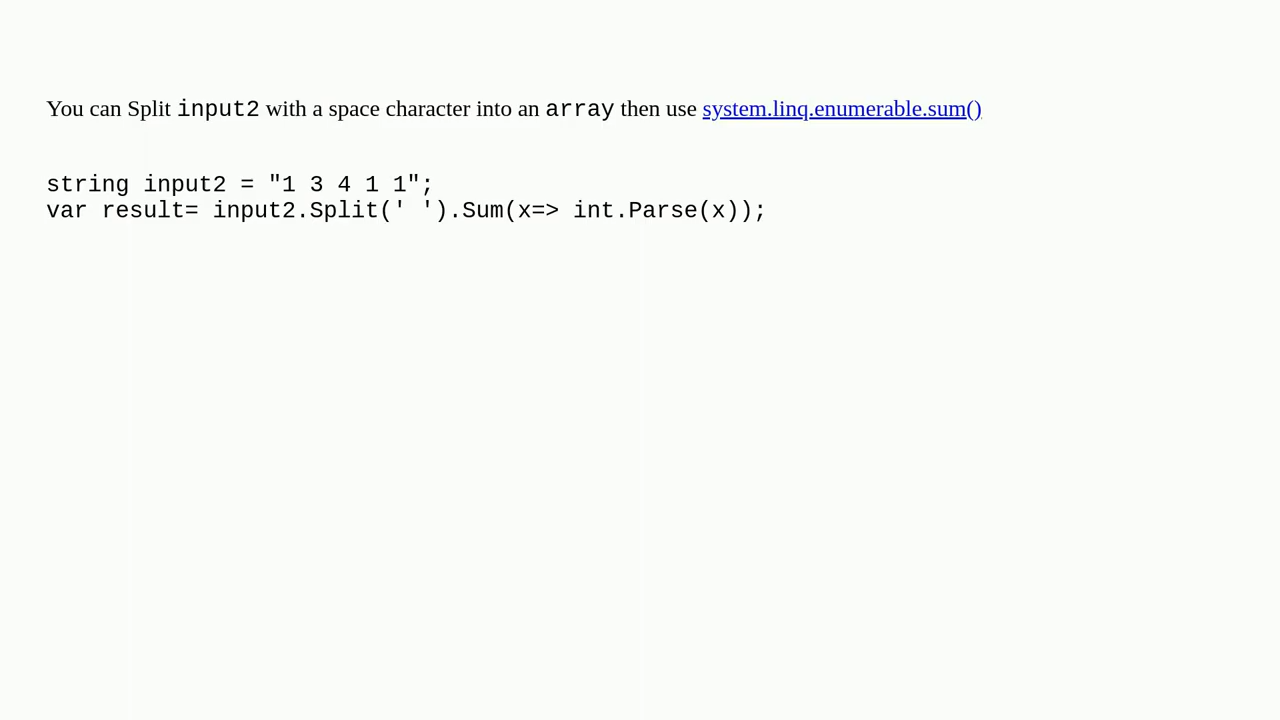 You can Split input2 with a space character into an array then use system.linq.enumerable.sum()
string input2 = "1 3 4 1 1";
var result= input2.Split(' ').Sum(x=> int.Parse(x));